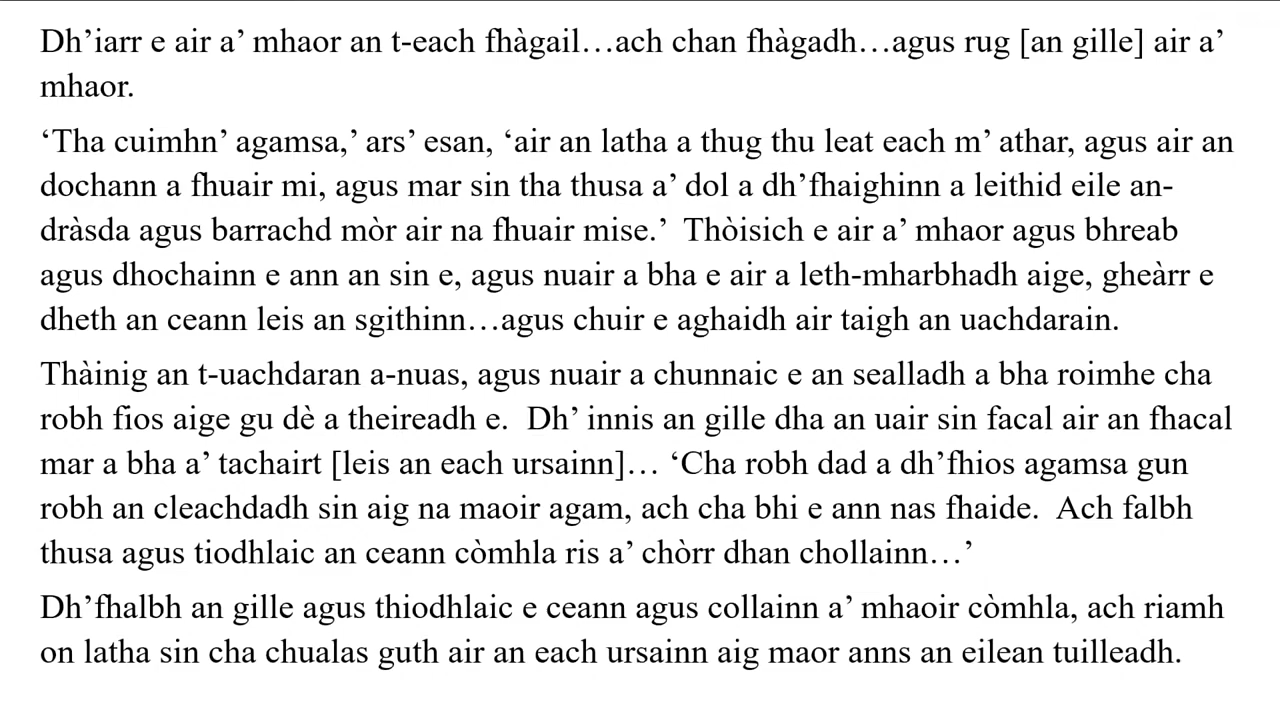 Dh’iarr e air a’ mhaor an t-each fhàgail…ach chan fhàgadh…agus rug [an gille] air a’
mhaor.
‘Tha cuimhn’ agamsa,’ ars’ esan, ‘air an latha a thug thu leat each m’ athar, agus air an
dochann a fhuair mi, agus mar sin tha thusa a’ dol a dh’fhaighinn a leithid eile an-
dràsda agus barrachd mòr air na fhuair mise.’  Thòisich e air a’ mhaor agus bhreab
agus dhochainn e ann an sin e, agus nuair a bha e air a leth-mharbhadh aige, gheàrr e
dheth an ceann leis an sgithinn…agus chuir e aghaidh air taigh an uachdarain.
Thàinig an t-uachdaran a-nuas, agus nuair a chunnaic e an sealladh a bha roimhe cha
robh fios aige gu dè a theireadh e.  Dh’ innis an gille dha an uair sin facal air an fhacal
mar a bha a’ tachairt [leis an each ursainn]… ‘Cha robh dad a dh’fhios agamsa gun
robh an cleachdadh sin aig na maoir agam, ach cha bhi e ann nas fhaide.  Ach falbh
thusa agus tiodhlaic an ceann còmhla ris a’ chòrr dhan chollainn…’
Dh’fhalbh an gille agus thiodhlaic e ceann agus collainn a’ mhaoir còmhla, ach riamh
on latha sin cha chualas guth air an each ursainn aig maor anns an eilean tuilleadh.